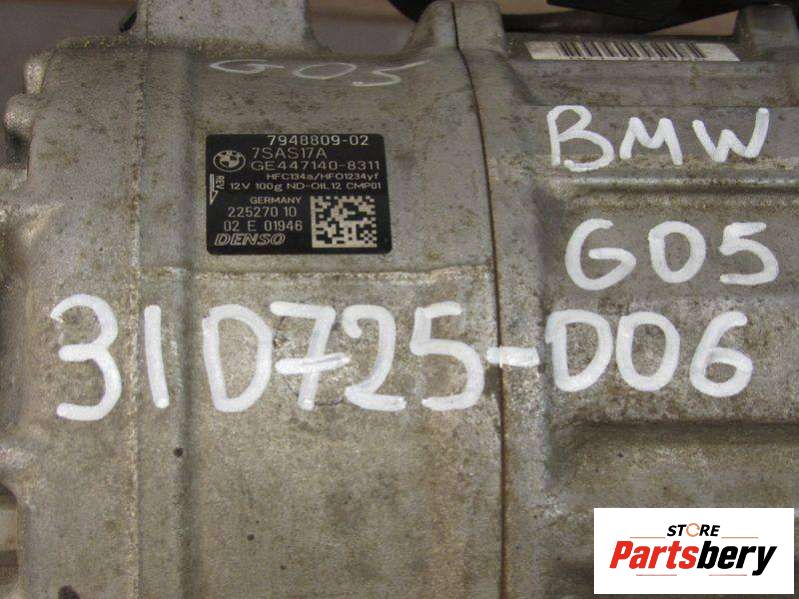 G05
7948809-02
7SAS17A
GE447140-8311
HFC134a/HFO1234yf
REV
12V 100g ND-OIL12 CMP01
GERMANY
225270 10
02 E 01946
DENSO
BMW
G05
31D725-D06
STORE
Partsbery